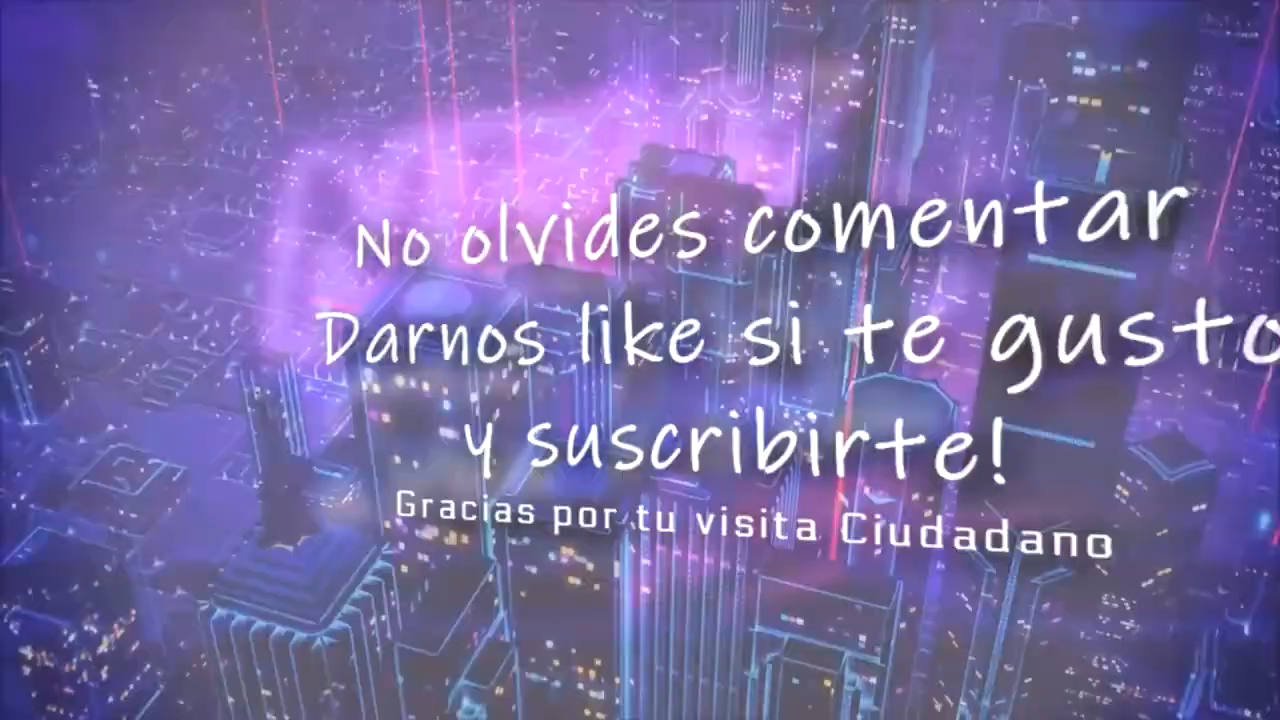 No olvides comentar
Darnos like si te gusto
y suscribirte!
Gracias por tu visita Ciudadano